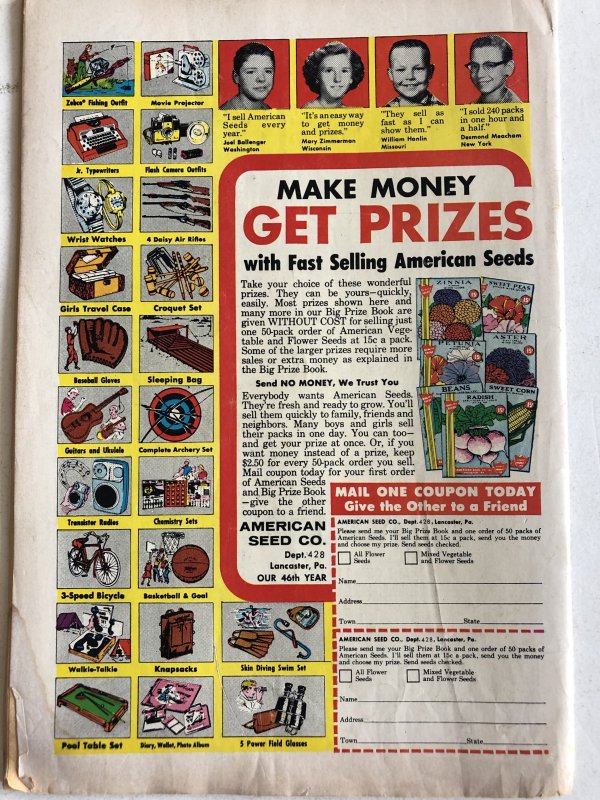 Zebco® Fishing Outfit
Movie Projector
Jr. Typewriters
Flash Camera Outfits
Wrist Watches
4 Daisy Air Rifles
Girls Travel Case
Croquet Set
Baseball Gloves
Sleeping Bag
Guitars and Ukulele
Complete Archery Set
Transistor Radios
Chemistry Sets
3-Speed Bicycle
Basketball & Goal
Walkie-Talkie
Knapsacks
Skin Diving Swim Set
Pool Table Set
Diary, Wallet, Photo Album
5 Power Field Glasses
"I sell American
Seeds every
year."
Joel Ballenger
Washington
"It's an easy way
to get money
and prizes."
Mary Zimmerman
Wisconsin
"They sell as
fast as I can
show them."
William Hanlin
Missouri
"I sold 240 packs
in one hour and
a half."
Desmond Meacham
New York
MAKE MONEY
GET PRIZES
with Fast Selling American Seeds
Take your choice of these wonderful
prizes. They can be yours—quickly,
easily. Most prizes shown here and
many more in our Big Prize Book are
given WITHOUT COST for selling just
one 50-pack order of American Vege-
table and Flower Seeds at 15c a pack.
Some of the larger prizes require more
sales or extra money as explained in
the Big Prize Book.
Send NO MONEY, We Trust You
Everybody wants American Seeds.
They're fresh and ready to grow. You'll
sell them quickly to family, friends and
neighbors. Many boys and girls sell
their packs in one day. You can too—
and get your prize at once. Or, if you
want money instead of a prize, keep
$2.50 for every 50-pack order you sell.
Mail coupon today for your first order
of American Seeds
and Big Prize Book
—give the other
coupon to a friend.
AMERICAN
SEED CO.
Dept. 428
Lancaster, Pa.
OUR 46th YEAR
ZINNIA
15¢
SWEET PEAS
15¢
PETUNIA
15¢
ASTER
15¢
BEANS
RADISH
15¢
SWEET CORN
MAIL ONE COUPON TODAY
Give the Other to a Friend
AMERICAN SEED CO., Dept. 428, Lancaster, Pa.
Please send me your Big Prize Book and one order of 50 packs of
American Seeds. I'll sell them at 15c a pack, send you the money
and choose my prize. Send seeds checked.
All Flower
Seeds
Mixed Vegetable
and Flower Seeds
Name
Address
Town State
AMERICAN SEED CO., Dept. 428, Lancaster, Pa.
Please send me your Big Prize Book and one order of 50 packs of
American Seeds. I'll sell them at 15c a pack, send you the money
and choose my prize. Send seeds checked.
All Flower
Seeds
Mixed Vegetable
and Flower Seeds
Name
Address
Town State